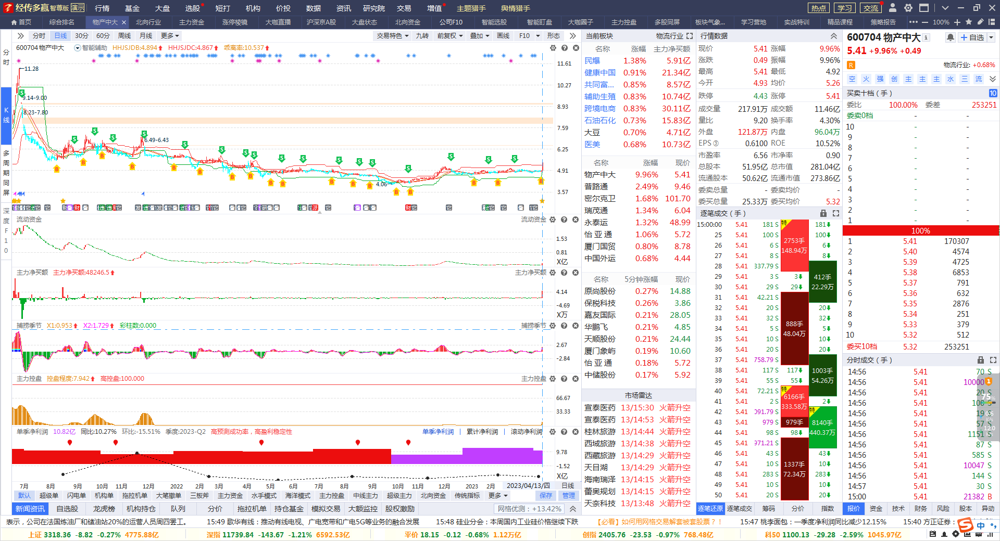 经传多赢 智尊版 演示 行情 基金 大盘 选股 短打 机构 价投 数据 资讯 研究院 交易 增值 主题猎手 舆情猎手 热点 学习 交流
首页 综合排名 物产中大 × 北向行业 主力资金 涨停棱镜 大咖直播 沪深京A股 大盘状态 北向资金 公司F10 智能选股 智能盯盘 大咖圈子 主力控盘 多股同屏 板块气象... 学习营地 实战特训 精品课程 策略报告 100%
分时 日线 30分 60分 周线 月线 更多 交易特色 九转 前复权 叠加 画线 F10 形态
600704 物产中大 智能辅助 HHJSJDB:4.894 HHJSJDC:4.867 乖离率:10.537
分时
K线
多周期同屏
深度F10
11.28
9.14-9.00
8.23-7.80
6.49-6.43
4.06
11.61
10.27
8.93
7.59
6.25
4.91
3.57
流动资金 流动资金
1.53
0.81
X亿
主力净买额 主力净买额:48246.5 主力净买额
4.14
-4.69
X万
捕捞季节 X1:0.953 X2:1.729 彩柱数:0.000 捕捞季节
2.67
-2.84
主力控盘 控盘程度:7.942 高控盘:100.000 主力控盘
66.67
33.33
单季净利润 10.82亿 同比:10.27% 环比:-15.51% 季度:2023-Q2 高预测成功率，高盈利稳定性 单季净利润 | 累计净利润 | 滚动净利润
9.78
-1.52
X亿
7月 8月 9月 10月 11月 12月 2022 2月 3月 4月 5月 6月 7月 8月 9月 10月 11月 12月 2023 2月 2023/04/13/四 日线
默认 超级单 闪电单 机构单 拖拉机单 大笔撤单 三板斧 主力资金 水手模式 海洋模式 主力控盘 中线主力 超级主力 北向资金 传统指标 更多 保存 管理
新闻资讯 自选股 龙虎榜 机构持仓 队列 分价 拖拉机单 持仓基金 模拟交易 大额监控 股权激励 网格优测：+13.42%
当前板块 物流行业
名称 涨幅 主力净买额
民爆 1.38% 5.91亿
健康中国 0.91% 21.34亿
共同富... 0.85% 8.57亿
辅助生殖 0.83% 10.74亿
跨境电商 0.83% 30.11亿
石油石化 0.73% 15.83亿
大豆 0.70% 4.71亿
医美 0.68% 10.73亿
名称 涨幅 现价
物产中大 9.96% 5.41
普路通 2.49% 9.46
密尔克卫 1.68% 101.70
瑞茂通 1.34% 6.04
永泰运 1.32% 48.99
怡 亚 通 1.06% 5.72
厦门国贸 0.80% 8.78
中国外运 0.68% 4.44
名称 5分钟涨幅 现价
原尚股份 0.27% 14.88
保税科技 0.26% 3.86
嘉友国际 0.21% 28.05
华鹏飞 0.21% 4.85
天顺股份 0.21% 24.44
厦门象屿 0.19% 10.60
怡 亚 通 0.18% 5.72
中储股份 0.17% 5.92
市场雷达
宣泰医药 13/15:30 火箭升空
宣泰医药 13/14:53 火箭升空
桂林旅游 13/14:44 火箭升空
西域旅游 13/14:38 火箭升空
西藏旅游 13/14:29 火箭升空
天目湖 13/14:29 火箭升空
海南瑞泽 13/14:15 火箭升空
蕾奥规划 13/14:15 火箭升空
天奈科技 13/13:48 火箭升空
行情数据
现价 5.41 涨幅 9.96%
涨跌 0.49 振幅 9.96%
最高 5.41 最低 4.92
今开 4.93 均价 5.26
跌停 4.43 涨停 5.41
成交量 217.91万 成交额 11.46亿
量比 9.20 换手率 4.30%
外盘 121.87万 内盘 96.04万
EPS ③ 0.6100 ROE 10.52%
市盈率 6.56 市净率 0.90
总股本 51.95亿 总市值 281.04亿
流通股本 50.62亿 流通市值 273.86亿
委卖总量 - 委卖均价 -
委买总量 25.33万 委买均价 5.32
逐笔成交（手）
15:00:00 5.41 181 S 181
25 5.41 100 S 100
26 5.41 6 S 6
27 5.41 8 S 8
28 5.41 337.79 S
29 5.41 3 S 3
30 5.41 29 S 29
31 5.41 42.21 S
32 5.41 20 S 20
33 5.41 32 S 32
34 5.41 5 S 5
35 5.41 10 S 10
36 5.41 20 S 20
37 5.41 758.79 S
38 5.41 117 S 117
39 5.41 55 S 55
40 5.41 72.21 S
41 5.41 2 S 2
42 5.41 091.79 S
43 5.41 979 S 979手
44 5.41 98 S 98
45 5.41 971.21 S
46 5.41 43 S 43
47 5.41 10 S 10
48 5.41 283 S 283
49 5.41 10 S 10
50 5.41 20 S 20
特 2753手 148.94万
412手 22.29万
888手 48.04万
1003手 54.26万
特 6166手 333.58万
特 8140手 440.37万
1337手 72.34万
逐笔还原 逐笔成交 筹码 分价 指数
600704 物产中大 自选
5.41 +9.96% +0.49
R 物流行业: +0.68%
空 火 强 创 主 主 主 水 三 流
买卖十档（手） 10
委比 100.00% 委差 253251
委卖0档 - -
10 - -
9 - -
8 - -
7 - -
6 - -
5 - -
4 - -
3 - -
2 - -
1 - -
100%
1 5.41 170307
2 5.40 4574
3 5.39 4725
4 5.38 6853
5 5.37 791
6 5.36 632
7 5.35 2876
8 5.34 251
9 5.33 379
10 5.32 512
委买10档 5.32 253251
分时成交（手）
14:56 5.41 70 S
14:56 5.41 10000
14:56 5.41 20 S
14:56 5.41 S
14:56 5.41 19 S
14:56 5.41 57 S
14:56 5.41 1151 S
14:56 5.41 87 S
14:56 5.41 585 S
14:56 5.41 10047 S
14:56 5.41 144 S
14:57 5.41 30 S
15:00 5.41 21382 B
1
75%
0.6 K/s
12.0
报价 资金 技术 财务 风险 股本 异动
表示，公司在法国炼油厂和储油站20%的运营人员周四罢工。 15:49 歌华有线：推动有线电视、广电宽带和广电5G等业务的融合发展 15:48 硅业分会：本周国内工业硅价格继续下跌 【必看】如何用网格交易解套被套股票？！ 15:47 桃李面包：一季度净利润同比减少12.15% 15:40 方正证券：
上证 3318.36 -8.82 -0.27% 4775.88亿 深指 11739.84 -143.67 -1.21% 6592.53亿 平价 18.15 -0.12 -0.68% 1.12万亿 创指 2405.76 -23.53 -0.97% 768.48亿 科50 1100.13 -29.28 -2.59% 1045.97亿
中